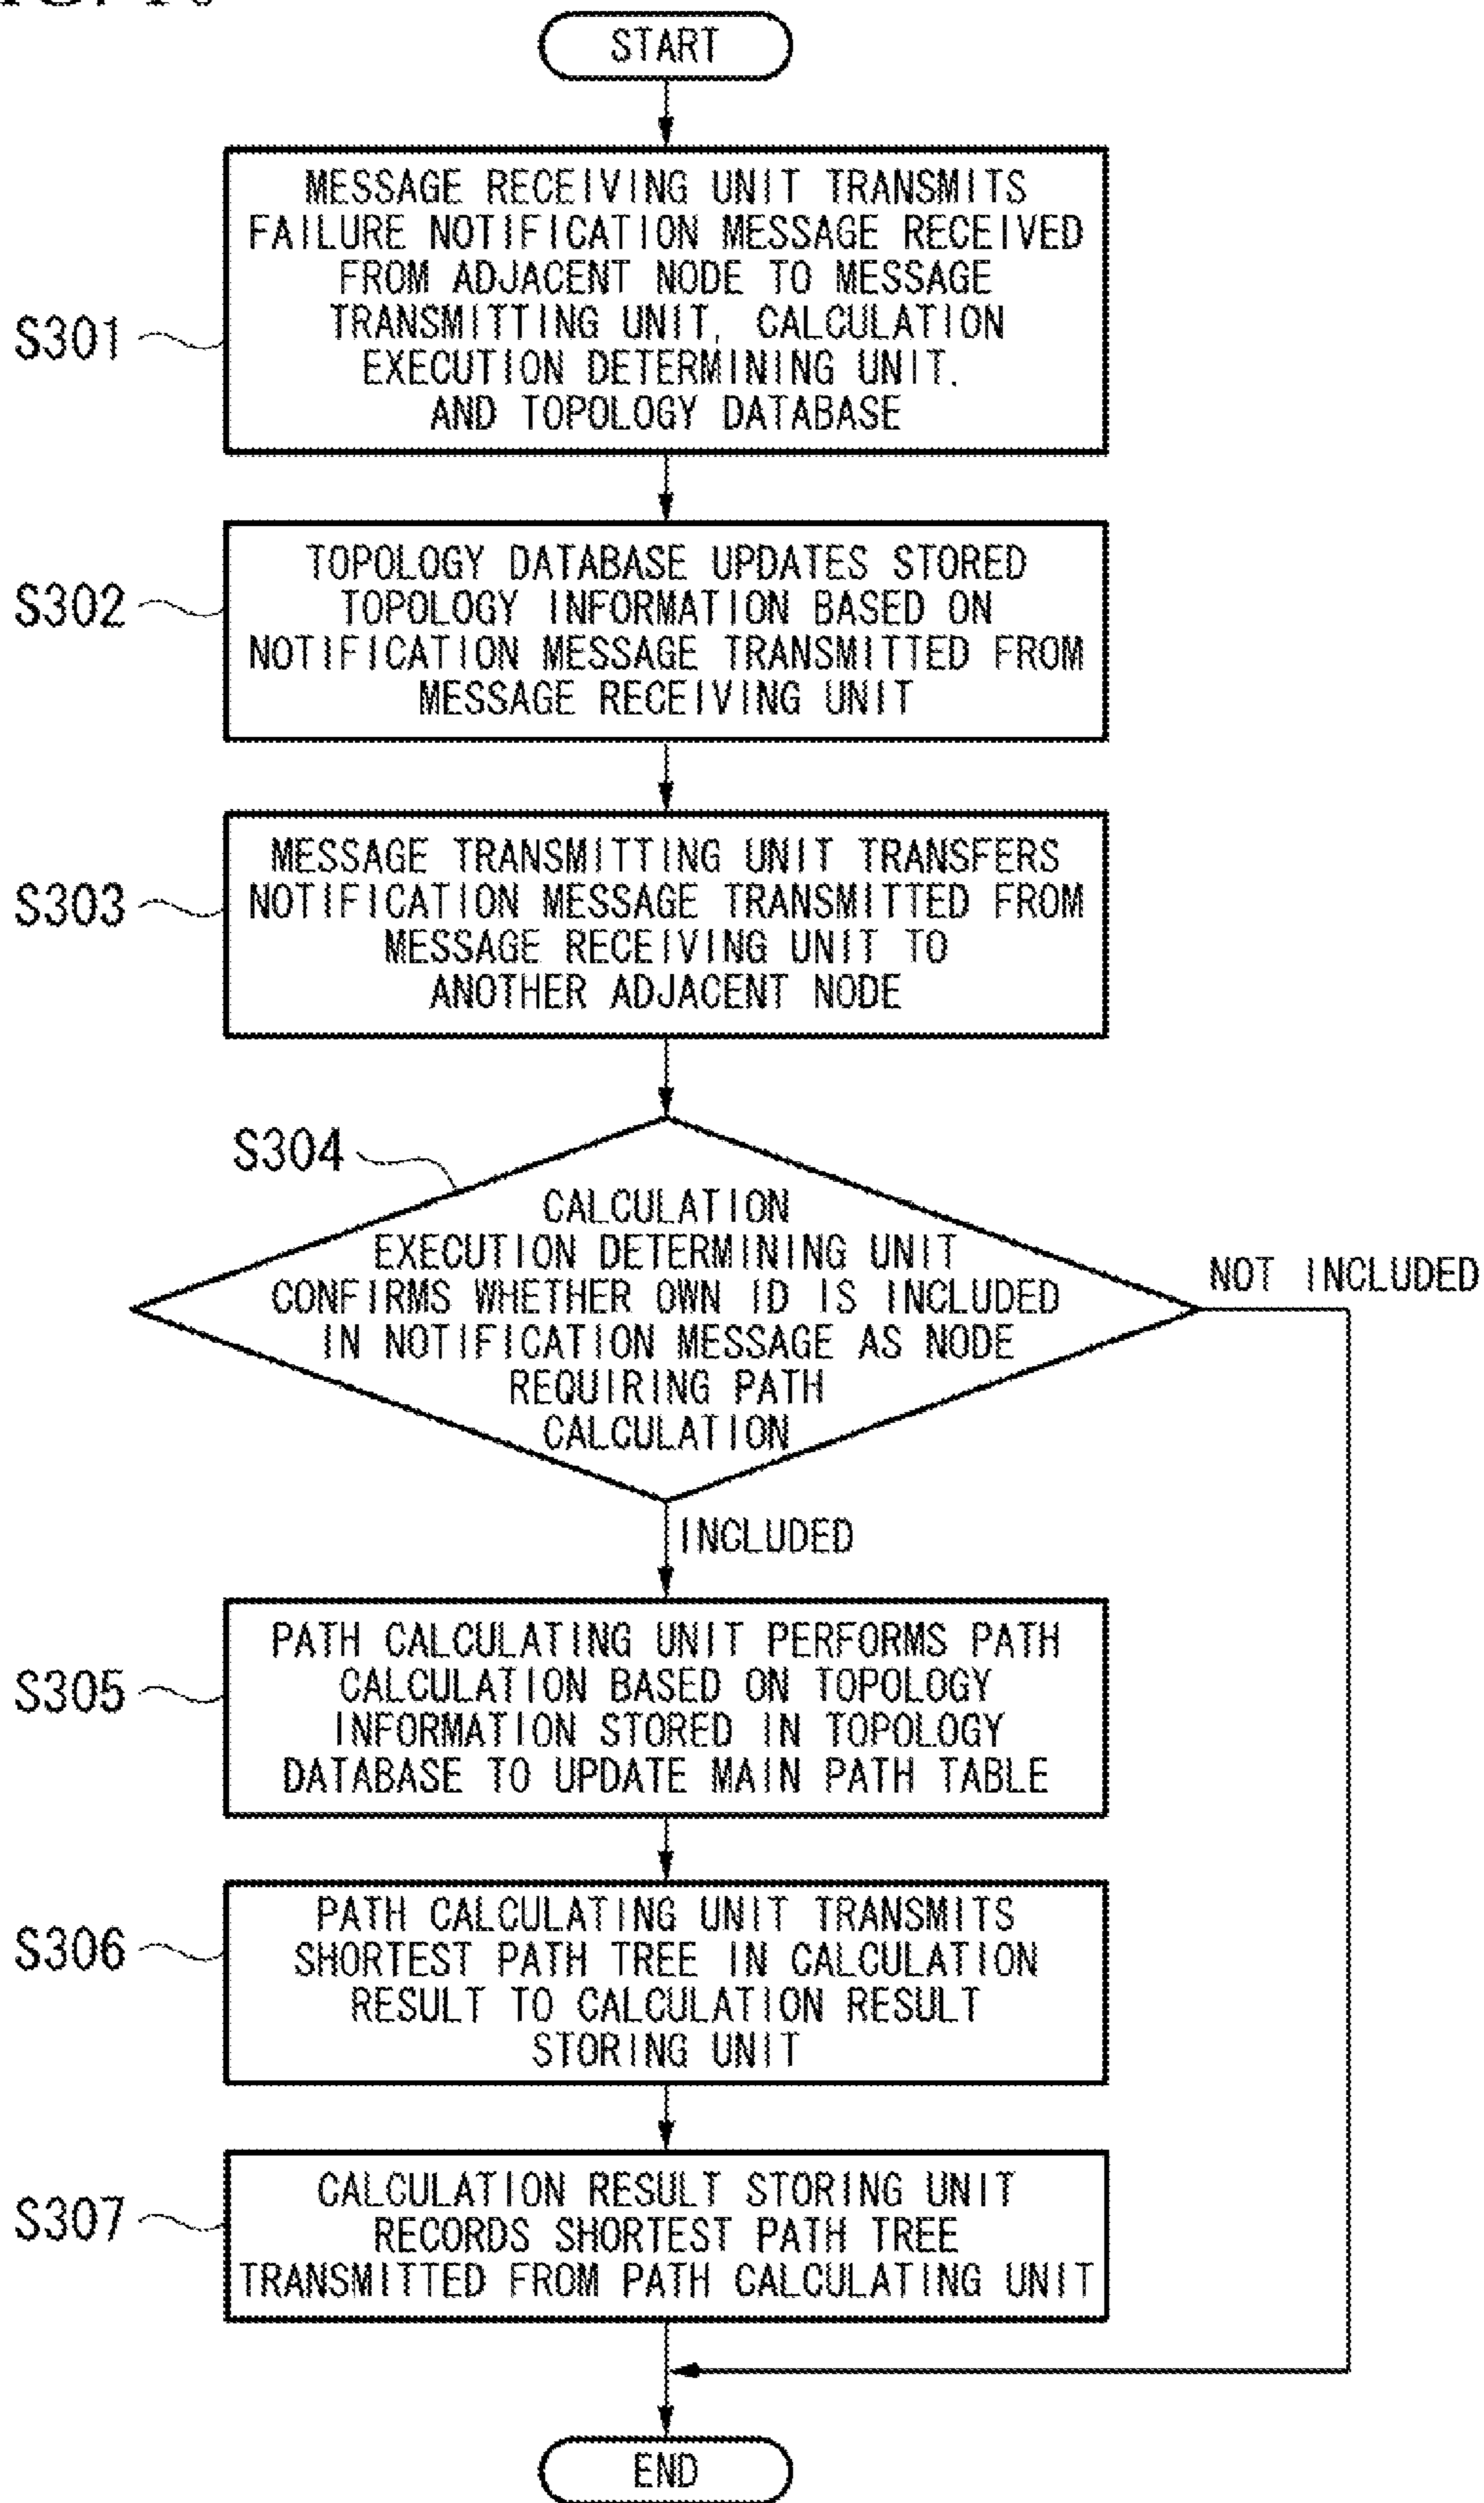 START
MESSAGE RECEIVING UNIT TRANSMITS
FAILURE NOTIFICATION MESSAGE RECEIVED
FROM ADJACENT NODE TO MESSAGE
TRANSMITTING UNIT, CALCULATION
EXECUTION DETERMINING UNIT,
AND TOPOLOGY DATABASE
S301
TOPOLOGY DATABASE UPDATES STORED
TOPOLOGY INFORMATION BASED ON
NOTIFICATION MESSAGE TRANSMITTED FROM
MESSAGE RECEIVING UNIT
S302
MESSAGE TRANSMITTING UNIT TRANSFERS
NOTIFICATION MESSAGE TRANSMITTED FROM
MESSAGE RECEIVING UNIT TO
ANOTHER ADJACENT NODE
S303
S304
CALCULATION
EXECUTION DETERMINING UNIT
CONFIRMS WHETHER OWN ID IS INCLUDED
IN NOTIFICATION MESSAGE AS NODE
REQUIRING PATH
CALCULATION
NOT INCLUDED
INCLUDED
PATH CALCULATING UNIT PERFORMS PATH
CALCULATION BASED ON TOPOLOGY
INFORMATION STORED IN TOPOLOGY
DATABASE TO UPDATE MAIN PATH TABLE
S305
PATH CALCULATING UNIT TRANSMITS
SHORTEST PATH TREE IN CALCULATION
RESULT TO CALCULATION RESULT
STORING UNIT
S306
CALCULATION RESULT STORING UNIT
RECORDS SHORTEST PATH TREE
TRANSMITTED FROM PATH CALCULATING UNIT
S307
END